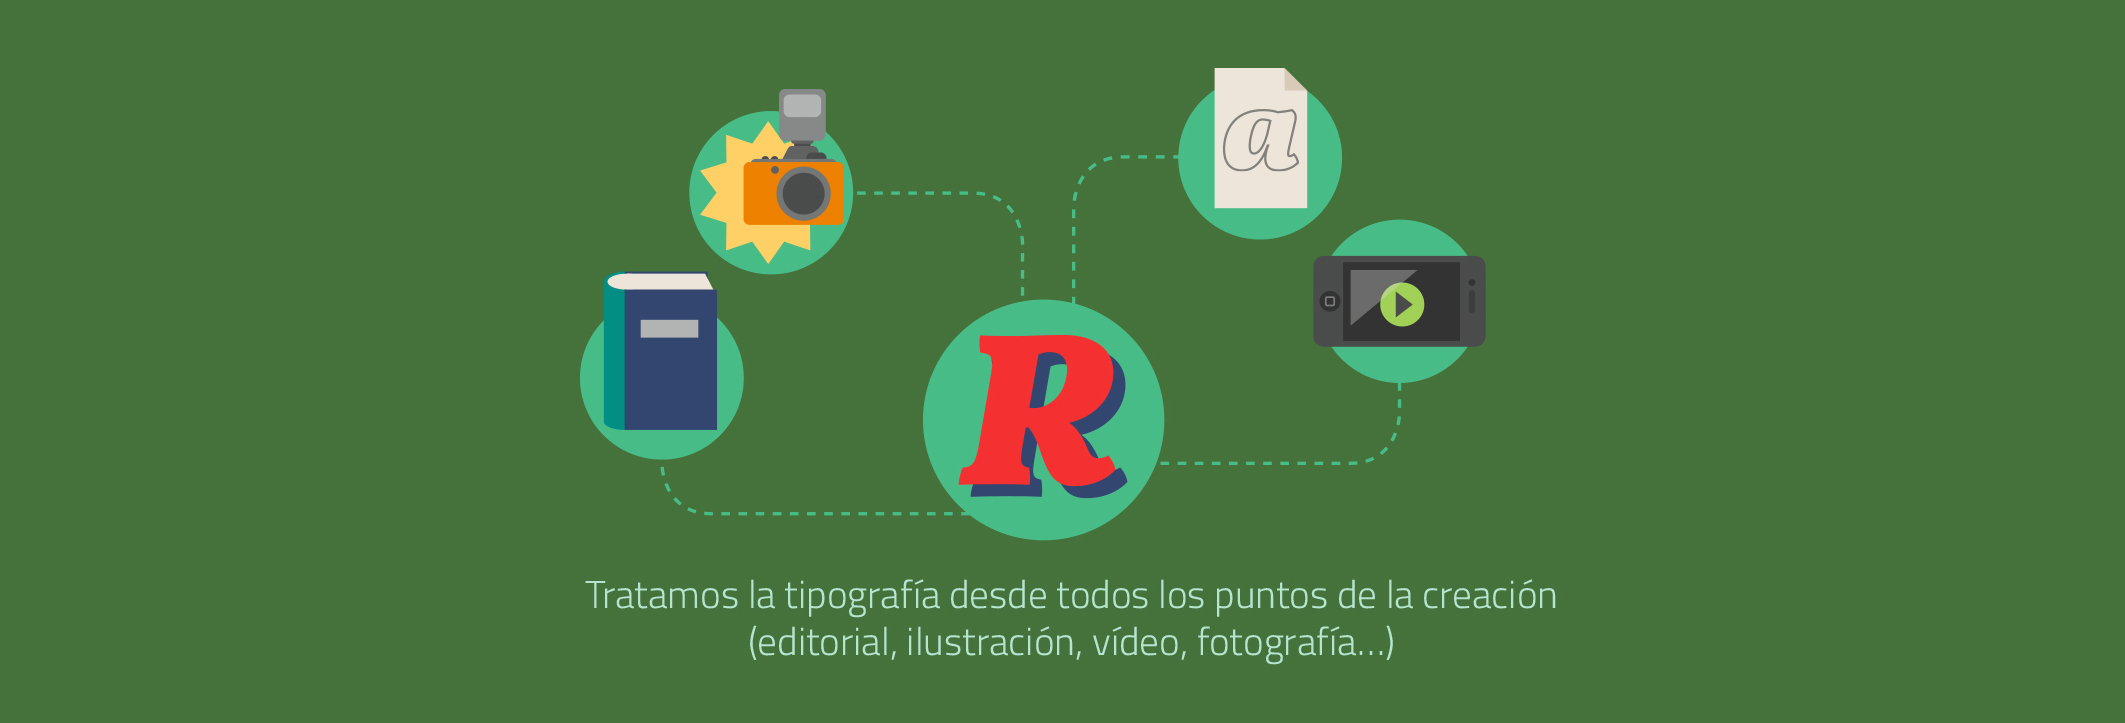 a
R
Tratamos la tipografía desde todos los puntos de la creación
(editorial, ilustración, vídeo, fotografía...)